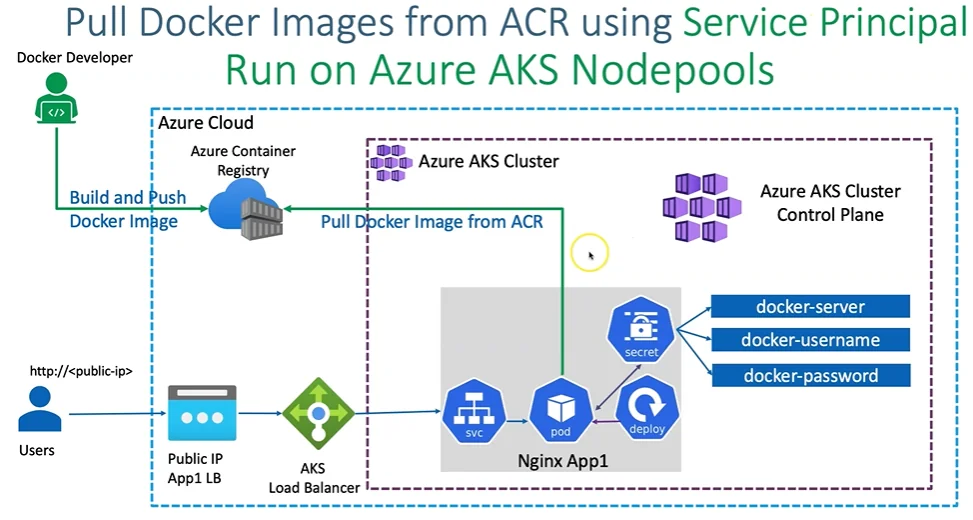 Pull Docker Images from ACR using Service Principal
Run on Azure AKS Nodepools
Docker Developer
</>
Azure Cloud
Azure Container
Registry
Azure AKS Cluster
Azure AKS Cluster
Control Plane
Build and Push
Docker Image
Pull Docker Image from ACR
secret
docker-server
docker-username
docker-password
http://<public-ip>
Users
Public IP
App1 LB
AKS
Load Balancer
svc
pod
deploy
Nginx App1